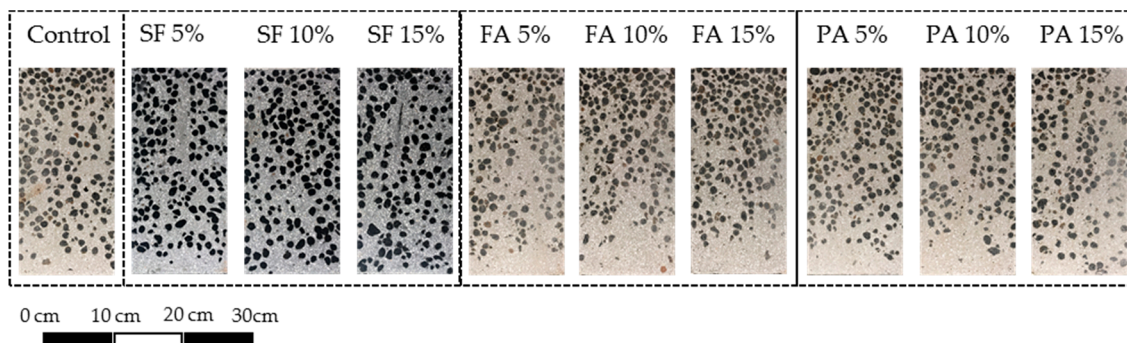 Control SF 5% SF 10% SF 15% FA 5% FA 10% FA 15% PA 5% PA 10% PA 15%
0 cm 10 cm 20 cm 30cm